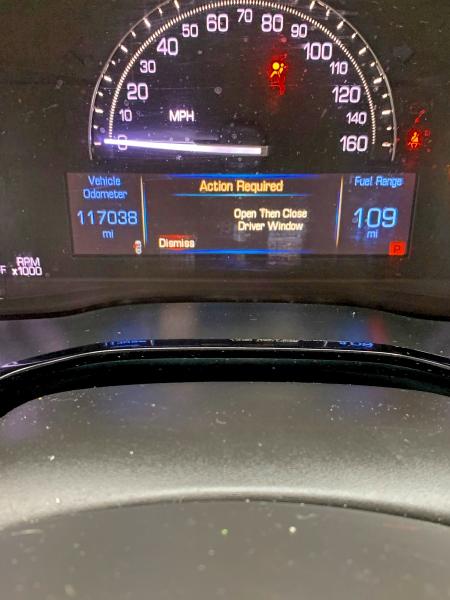 0
20
30
40
50
60
70
80
90
100
110
120
140
160
MPH
Vehicle
Odometer
117038
mi
Action Required
Open Then Close
Driver Window
Dismiss
Fuel Range
109
mi
P
RPM
F x1000